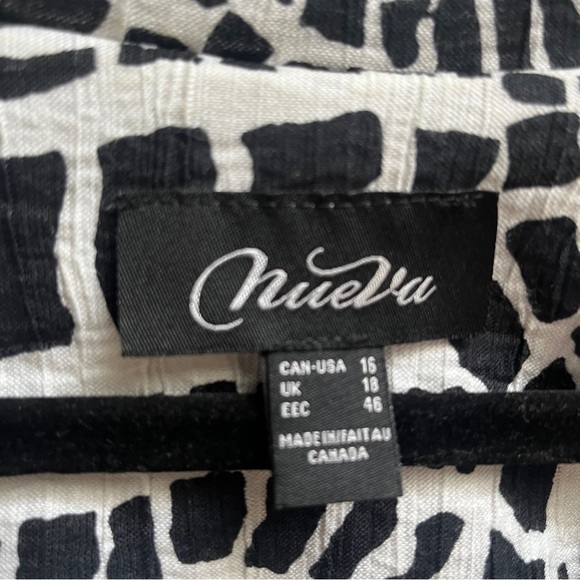 nueva
CAN-USA 16
UK 18
EEC 46
MADE IN/FAIT AU
CANADA